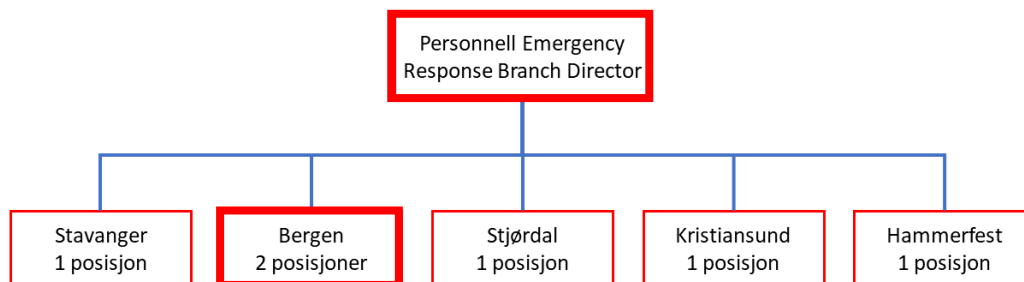 Personnell Emergency
Response Branch Director
Stavanger
1 posisjon
Bergen
2 posisjoner
Stjørdal
1 posisjon
Kristiansund
1 posisjon
Hammerfest
1 posisjon